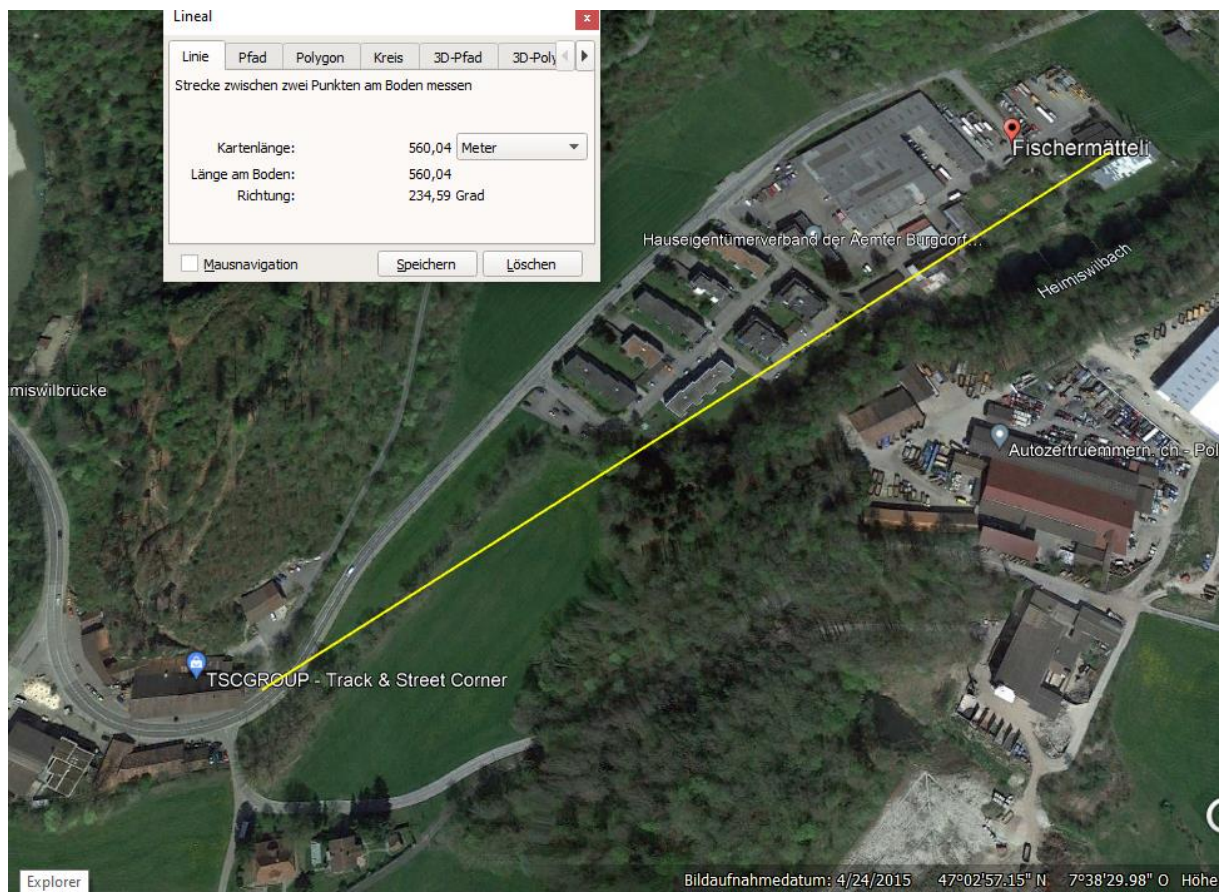 Lineal
x
Linie Pfad Polygon Kreis 3D-Pfad 3D-Poly
Strecke zwischen zwei Punkten am Boden messen
Kartenlänge: 560,04 Meter
Länge am Boden: 560,04
Richtung: 234,59 Grad
Mausnavigation Speichern Löschen
Fischermätteli
Hauseigentümerverband der Aemter Burgdorf...
Heimiswilbach
miswilbrücke
Autozertruemmern. ch - Pol
TSCGROUP - Track & Street Corner
Explorer
Bildaufnahmedatum: 4/24/2015 47°02'57.15" N 7°38'29.98" O Höhe